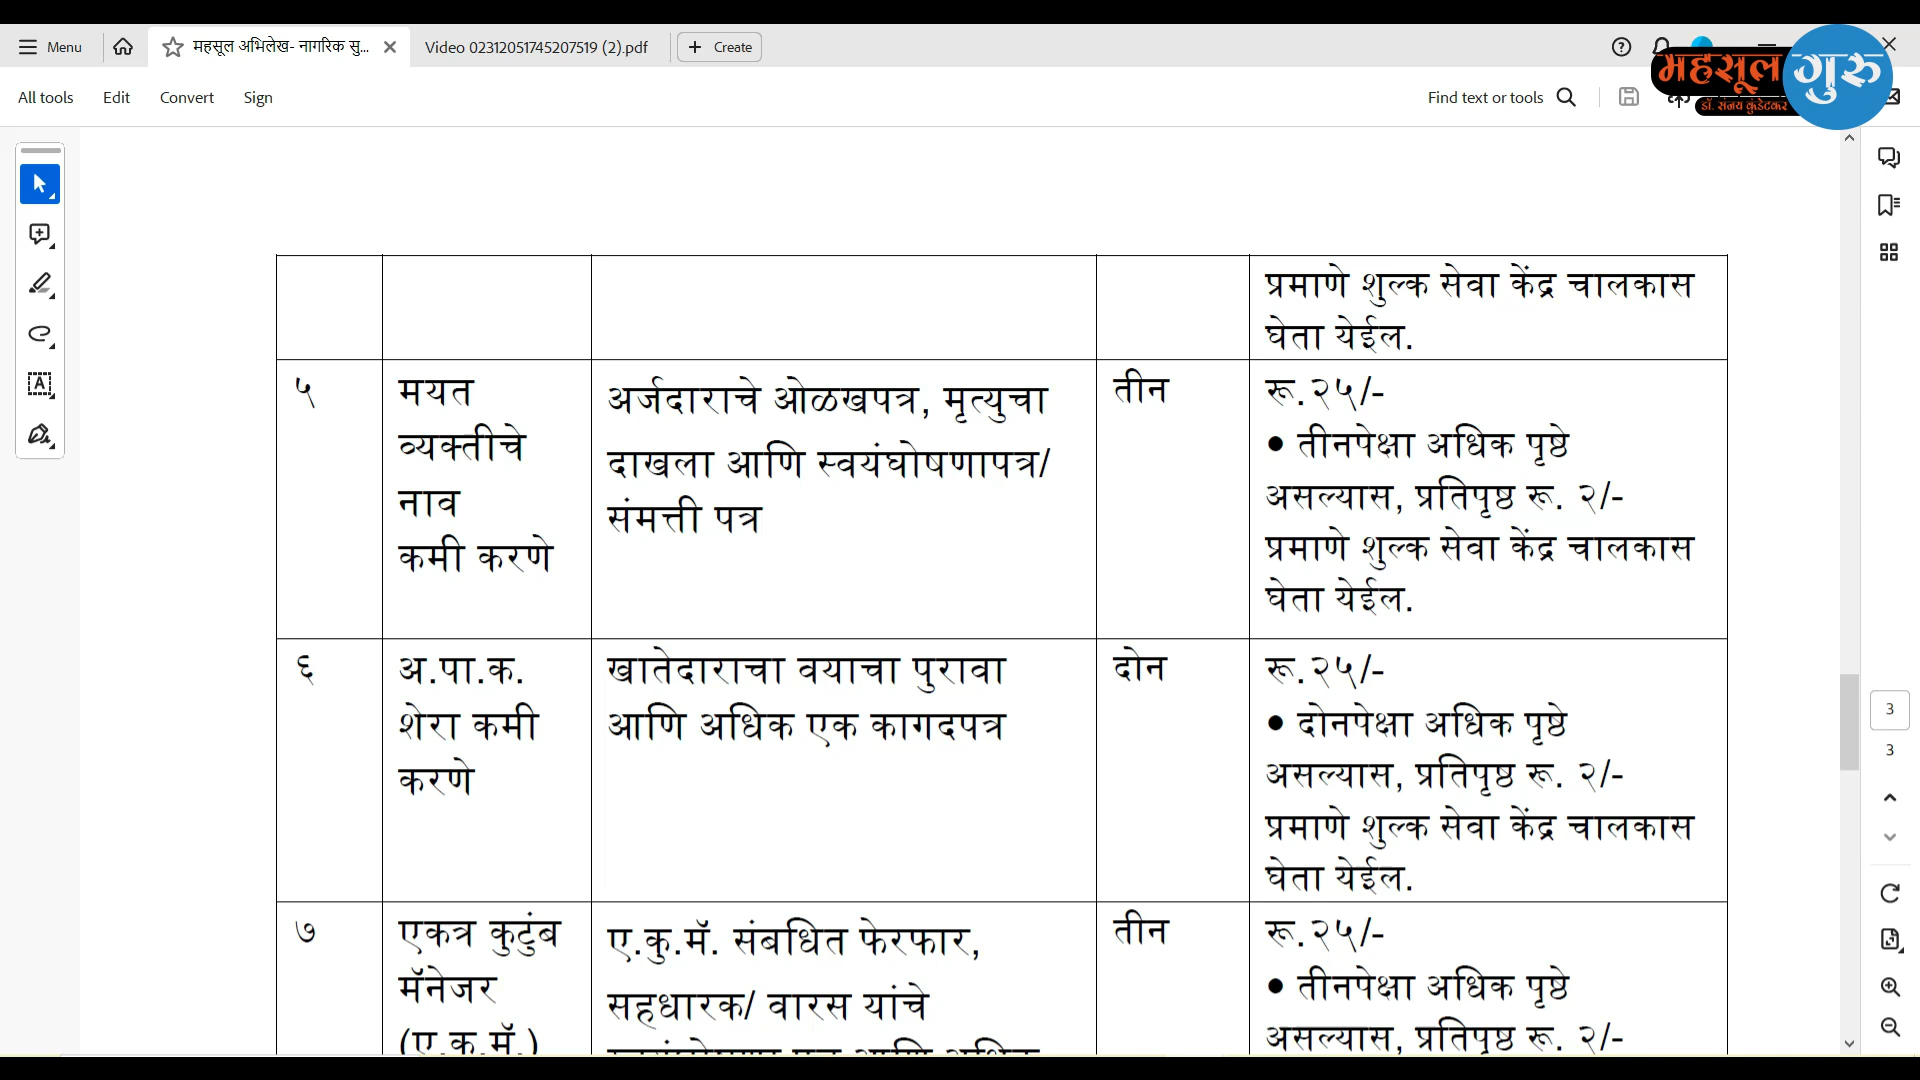 Menu
महसूल अभिलेख- नागरिक सु...
Video 02312051745207519 (2).pdf
Create
All tools
Edit
Convert
Sign
Find text or tools
महसूल गुरु
डॉ. संजय कुंडेटकर
प्रमाणे शुल्क सेवा केंद्र चालकास
घेता येईल.
५
मयत
व्यक्तीचे
नाव
कमी करणे
अर्जदाराचे ओळखपत्र, मृत्युचा
दाखला आणि स्वयंघोषणापत्र/
संमत्ती पत्र
तीन
रू.२५/-
● तीनपेक्षा अधिक पृष्ठे
असल्यास, प्रतिपृष्ठ रू. २/-
प्रमाणे शुल्क सेवा केंद्र चालकास
घेता येईल.
६
अ.पा.क.
शेरा कमी
करणे
खातेदाराचा वयाचा पुरावा
आणि अधिक एक कागदपत्र
दोन
रू.२५/-
● दोनपेक्षा अधिक पृष्ठे
असल्यास, प्रतिपृष्ठ रू. २/-
प्रमाणे शुल्क सेवा केंद्र चालकास
घेता येईल.
७
एकत्र कुटुंब
मॅनेजर
(ए.कु.मॅ.)
ए.कु.मॅ. संबधित फेरफार,
सहधारक/ वारस यांचे
तीन
रू.२५/-
● तीनपेक्षा अधिक पृष्ठे
असल्यास, प्रतिपृष्ठ रू. २/-
3
3